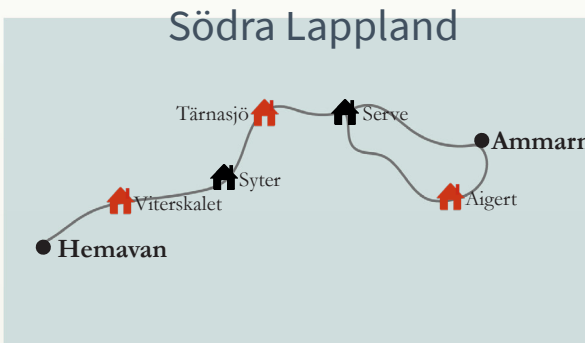 Södra Lappland
Tärnasjö
Serve
Ammarn
Syter
Viterskalet
Aigert
Hemavan